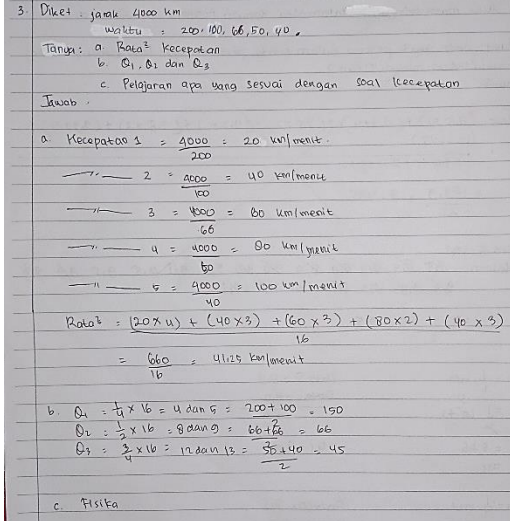 3. Diket : jarak 4000 km
waktu : 200, 100, 66, 50, 40.
Tanya : a. Rata² kecepatan
b. Q₁, Q₂ dan Q₃
c. Pelajaran apa yang sesuai dengan soal kecepatan
Jawab.
a. Kecepatan 1 = 4000/200 = 20 km/menit.
—"— 2 = 4000/100 = 40 km/menit
—"— 3 = 4000/66 = 60 km/menit
—"— 4 = 4000/50 = 80 km/menit
—"— 5 = 4000/40 = 100 km/menit
Rata² = (20 x 4) + (40 x 3) + (60 x 3) + (80 x 2) + (40 x 3) / 16
= 660/16 = 41,25 km/menit
b. Q₁ = 1/4 x 16 = 4 dan 5 = 200 + 100 / 2 = 150
Q₂ = 1/2 x 16 = 8 dan 9 = 66 + 66 / 2 = 66
Q₃ = 3/4 x 16 = 12 dan 13 = 50 + 40 / 2 = 45
c. Fisika